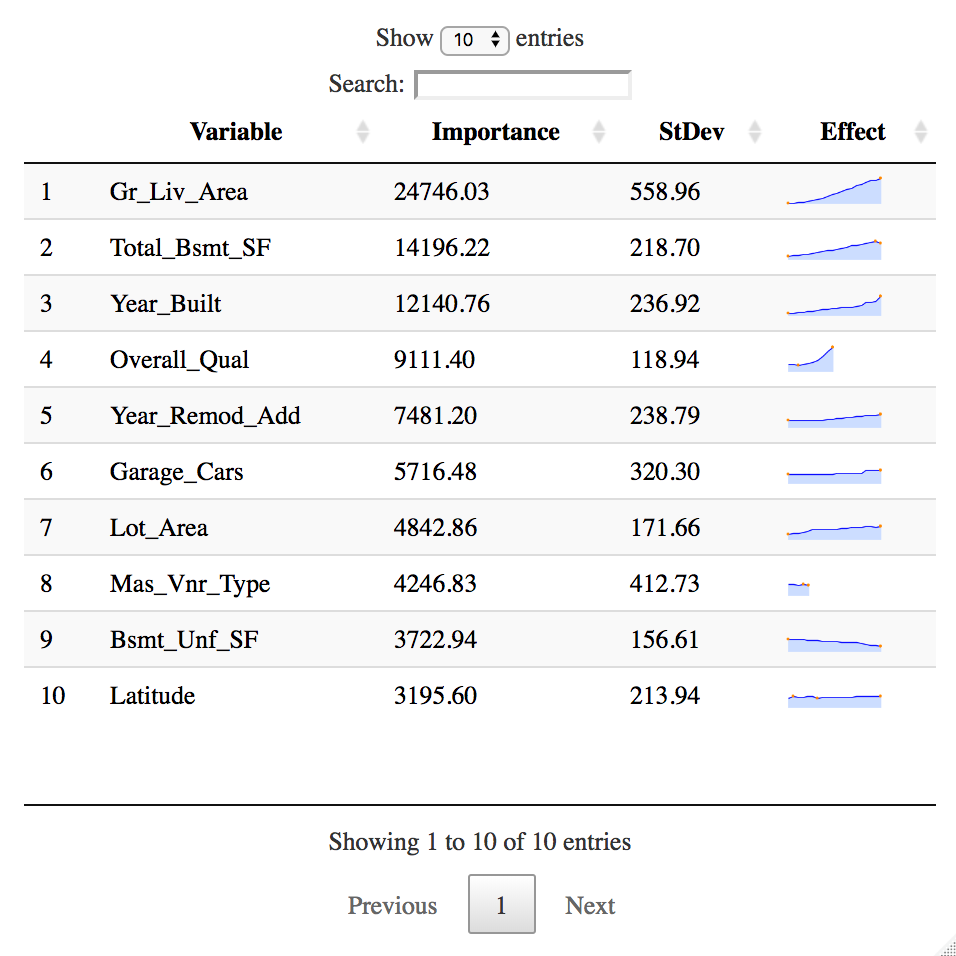 Show 10 entries
Search:
Variable Importance StDev Effect
1 Gr_Liv_Area 24746.03 558.96
2 Total_Bsmt_SF 14196.22 218.70
3 Year_Built 12140.76 236.92
4 Overall_Qual 9111.40 118.94
5 Year_Remod_Add 7481.20 238.79
6 Garage_Cars 5716.48 320.30
7 Lot_Area 4842.86 171.66
8 Mas_Vnr_Type 4246.83 412.73
9 Bsmt_Unf_SF 3722.94 156.61
10 Latitude 3195.60 213.94
Showing 1 to 10 of 10 entries
Previous 1 Next